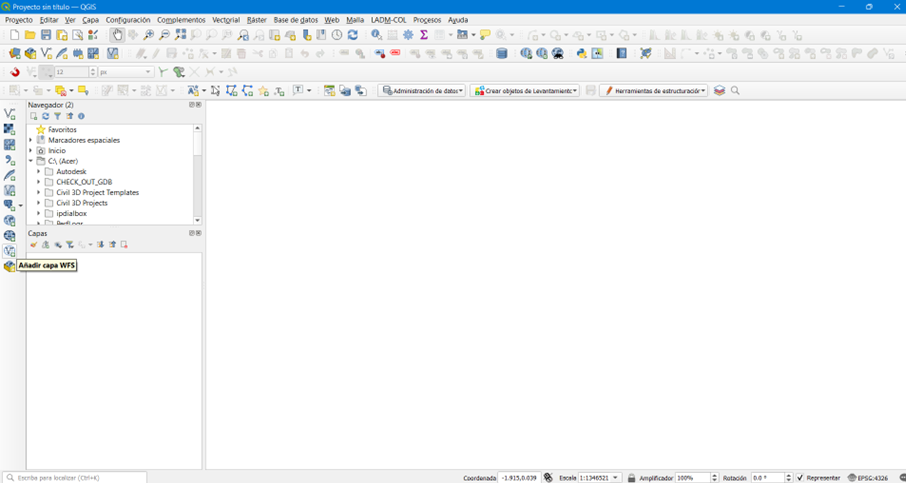 Proyecto sin título — QGIS
Proyecto Editar Ver Capa Configuración Complementos Vectorial Ráster Base de datos Web Malla LADM-COL Procesos Ayuda
12 px
Administración de datos Crear objetos de Levantamiento Herramientas de estructuración
Navegador (2)
Favoritos
Marcadores espaciales
Inicio
C:\ (Acer)
Autodesk
CHECK_OUT_GDB
Civil 3D Project Templates
Civil 3D Projects
ipdialbox
PerfLogs
Capas
Añadir capa WFS
Escriba para localizar (Ctrl+K) Coordenada -1.915,0.039 Escala 1:1346521 Amplificador 100% Rotación 0.0 ° Representar EPSG:4326